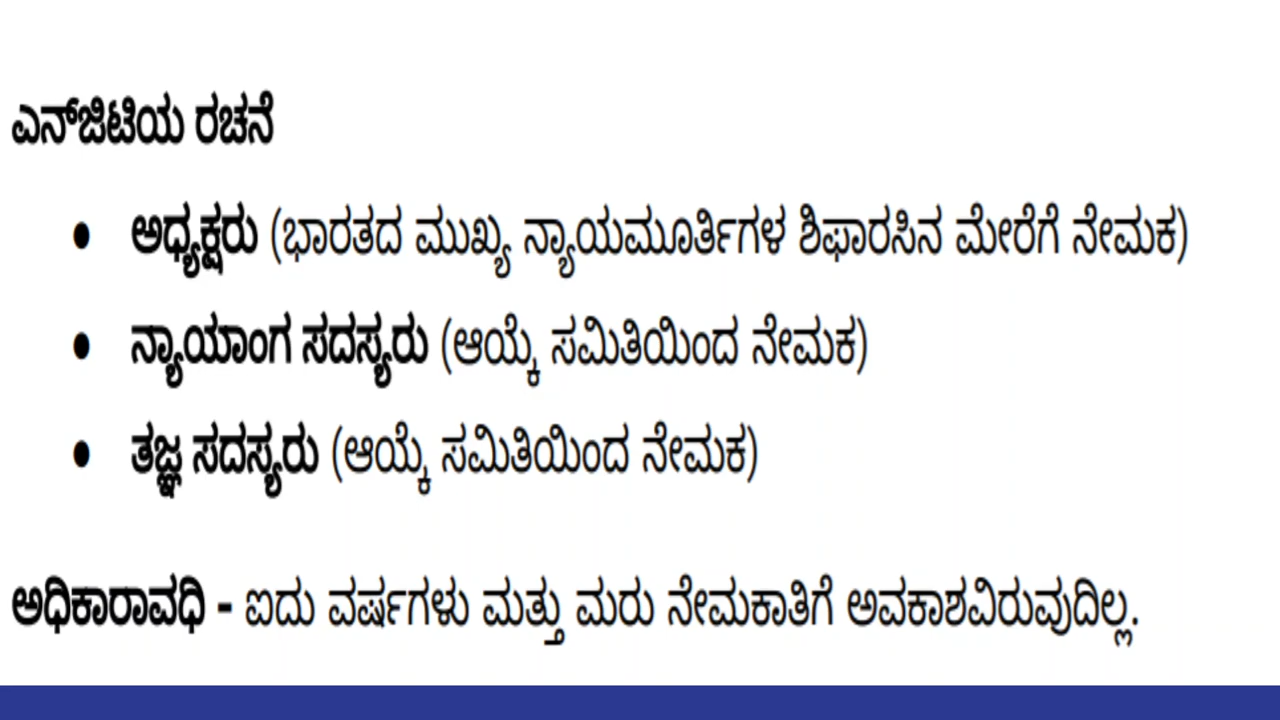 ಎನ್‌ಜಿಟಿಯ ರಚನೆ
• ಅಧ್ಯಕ್ಷರು (ಭಾರತದ ಮುಖ್ಯ ನ್ಯಾಯಮೂರ್ತಿಗಳ ಶಿಫಾರಸಿನ ಮೇರೆಗೆ ನೇಮಕ)
• ನ್ಯಾಯಾಂಗ ಸದಸ್ಯರು (ಆಯ್ಕೆ ಸಮಿತಿಯಿಂದ ನೇಮಕ)
• ತಜ್ಞ ಸದಸ್ಯರು (ಆಯ್ಕೆ ಸಮಿತಿಯಿಂದ ನೇಮಕ)
ಅಧಿಕಾರಾವಧಿ - ಐದು ವರ್ಷಗಳು ಮತ್ತು ಮರು ನೇಮಕಾತಿಗೆ ಅವಕಾಶವಿರುವುದಿಲ್ಲ.